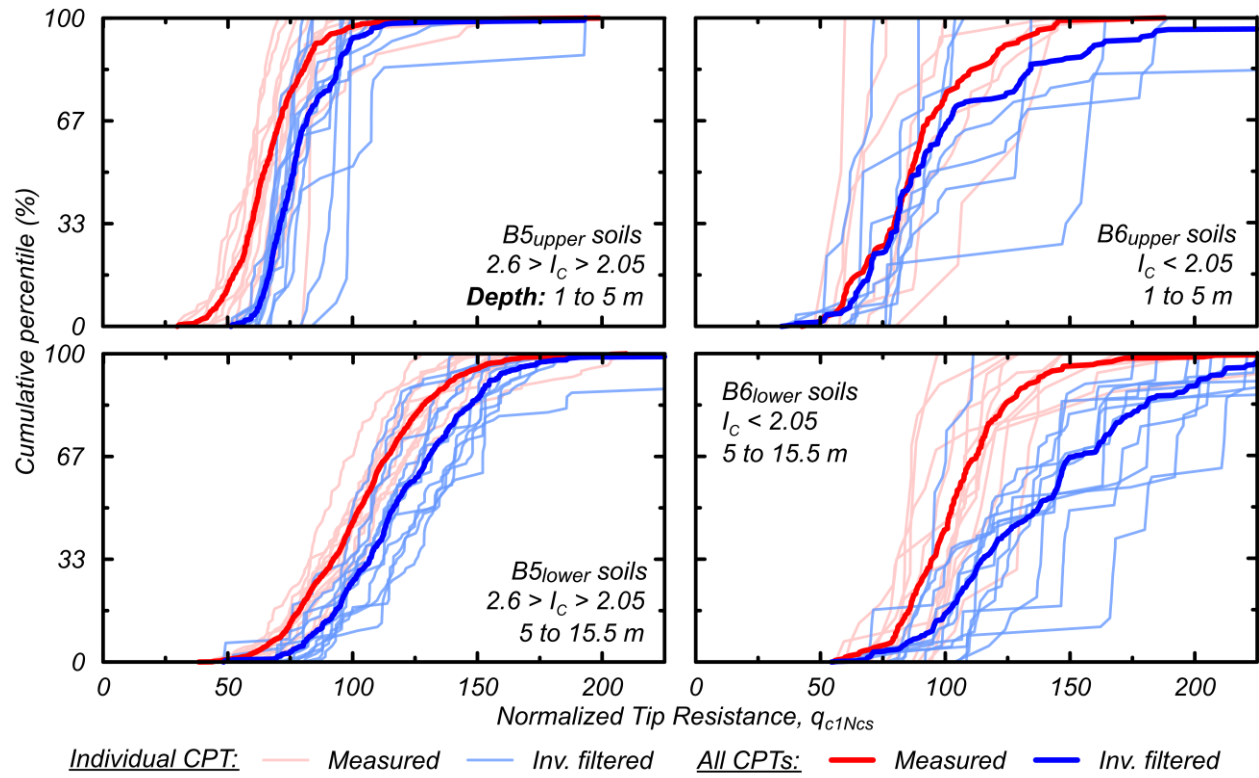 100
67
33
0
B5upper soils
2.6 > IC > 2.05
Depth: 1 to 5 m
B6upper soils
IC < 2.05
1 to 5 m
Cumulative percentile (%)
100
67
33
0
B5lower soils
2.6 > IC > 2.05
5 to 15.5 m
B6lower soils
IC < 2.05
5 to 15.5 m
0 50 100 150 200 0 50 100 150 200
Normalized Tip Resistance, qc1Ncs
Individual CPT: Measured Inv. filtered All CPTs: Measured Inv. filtered